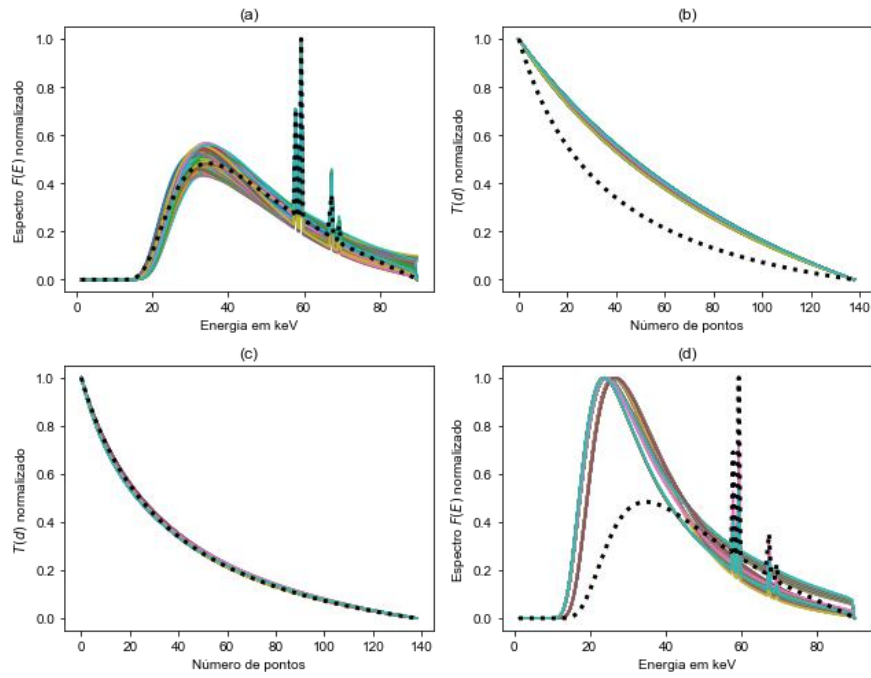 (a)
Espectro F(E) normalizado
1.0
0.8
0.6
0.4
0.2
0.0
0 20 40 60 80
Energia em keV
(b)
T(d) normalizado
1.0
0.8
0.6
0.4
0.2
0.0
0 20 40 60 80 100 120 140
Número de pontos
(c)
T(d) normalizado
1.0
0.8
0.6
0.4
0.2
0.0
0 20 40 60 80 100 120 140
Número de pontos
(d)
Espectro F(E) normalizado
1.0
0.8
0.6
0.4
0.2
0.0
0 20 40 60 80
Energia em keV